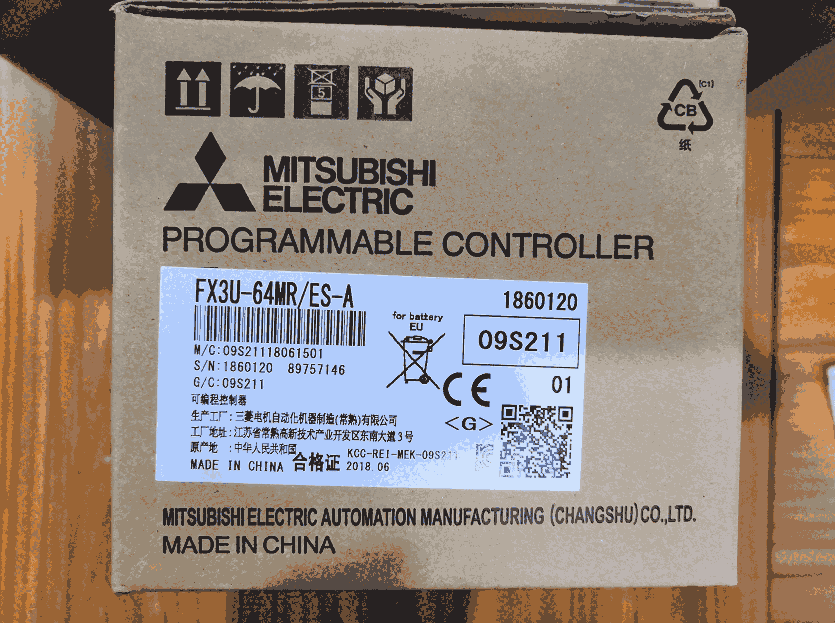 5
[C1]
CB
纸
MITSUBISHI
ELECTRIC
PROGRAMMABLE CONTROLLER
FX3U-64MR/ES-A
1860120
for battery
EU
09S211
M/C:09S21118061501
S/N:1860120 89757146
G/C:09S211
01
CE
<G>
可编程控制器
生产工厂:三菱电机自动化机器制造(常熟)有限公司
工厂地址:江苏省常熟高新技术产业开发区东南大道3号
原产地 :中华人民共和国
MADE IN CHINA 合格证 2018.06
KCC-REI-MEK-09S211
MITSUBISHI ELECTRIC AUTOMATION MANUFACTURING (CHANGSHU) CO.,LTD.
MADE IN CHINA